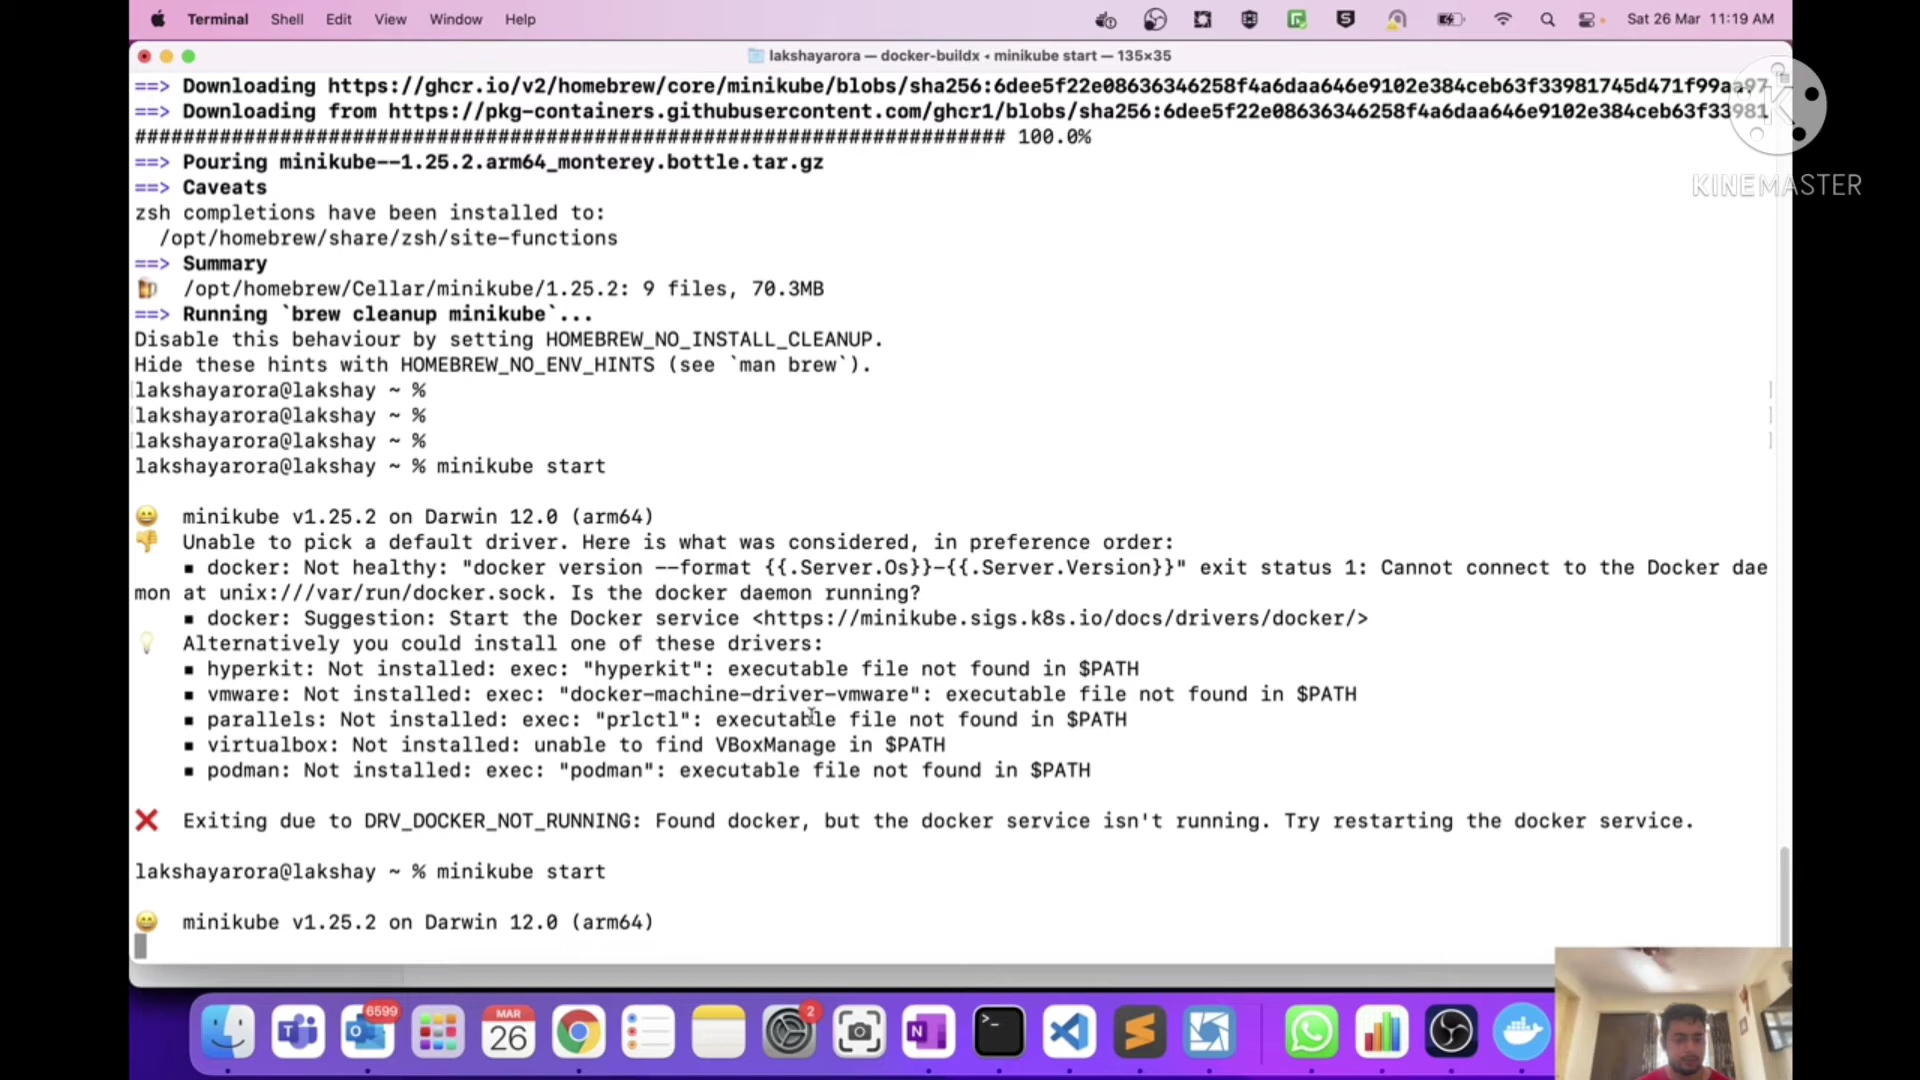 Terminal Shell Edit View Window Help Sat 26 Mar 11:19 AM
lakshayarora — docker-buildx ◂ minikube start — 135×35
==> Downloading https://ghcr.io/v2/homebrew/core/minikube/blobs/sha256:6dee5f22e08636346258f4a6daa646e9102e384ceb63f33981745d471f99aa97
==> Downloading from https://pkg-containers.githubusercontent.com/ghcr1/blobs/sha256:6dee5f22e08636346258f4a6daa646e9102e384ceb63f33981
######################################################################## 100.0%
==> Pouring minikube--1.25.2.arm64_monterey.bottle.tar.gz
KINEMASTER
==> Caveats
zsh completions have been installed to:
/opt/homebrew/share/zsh/site-functions
==> Summary
/opt/homebrew/Cellar/minikube/1.25.2: 9 files, 70.3MB
==> Running `brew cleanup minikube`...
Disable this behaviour by setting HOMEBREW_NO_INSTALL_CLEANUP.
Hide these hints with HOMEBREW_NO_ENV_HINTS (see `man brew`).
lakshayarora@lakshay ~ %
lakshayarora@lakshay ~ %
lakshayarora@lakshay ~ %
lakshayarora@lakshay ~ % minikube start
😄 minikube v1.25.2 on Darwin 12.0 (arm64)
👎 Unable to pick a default driver. Here is what was considered, in preference order:
▪ docker: Not healthy: "docker version --format {{.Server.Os}}-{{.Server.Version}}" exit status 1: Cannot connect to the Docker dae
mon at unix:///var/run/docker.sock. Is the docker daemon running?
▪ docker: Suggestion: Start the Docker service <https://minikube.sigs.k8s.io/docs/drivers/docker/>
💡 Alternatively you could install one of these drivers:
▪ hyperkit: Not installed: exec: "hyperkit": executable file not found in $PATH
▪ vmware: Not installed: exec: "docker-machine-driver-vmware": executable file not found in $PATH
▪ parallels: Not installed: exec: "prlctl": executable file not found in $PATH
▪ virtualbox: Not installed: unable to find VBoxManage in $PATH
▪ podman: Not installed: exec: "podman": executable file not found in $PATH
❌ Exiting due to DRV_DOCKER_NOT_RUNNING: Found docker, but the docker service isn't running. Try restarting the docker service.
lakshayarora@lakshay ~ % minikube start
😄 minikube v1.25.2 on Darwin 12.0 (arm64)
6599
MAR
26
2